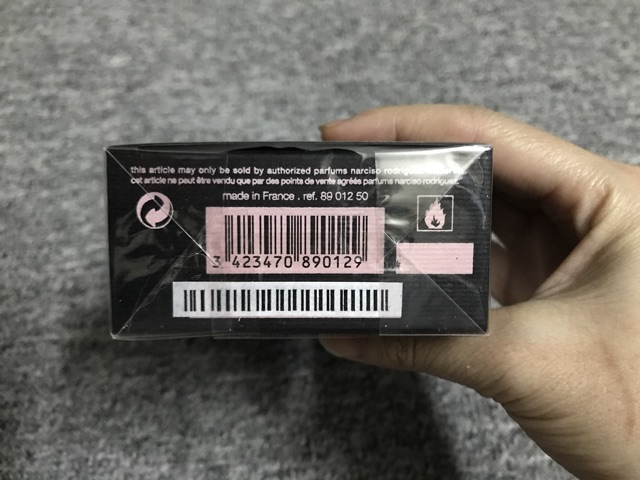 this article may only be sold by authorized parfums narciso rodriguez
cet article ne peut être vendu que par des points de vente agréés parfums narciso rodriguez.
made in France . ref. 89 012 50
3 423470 890129